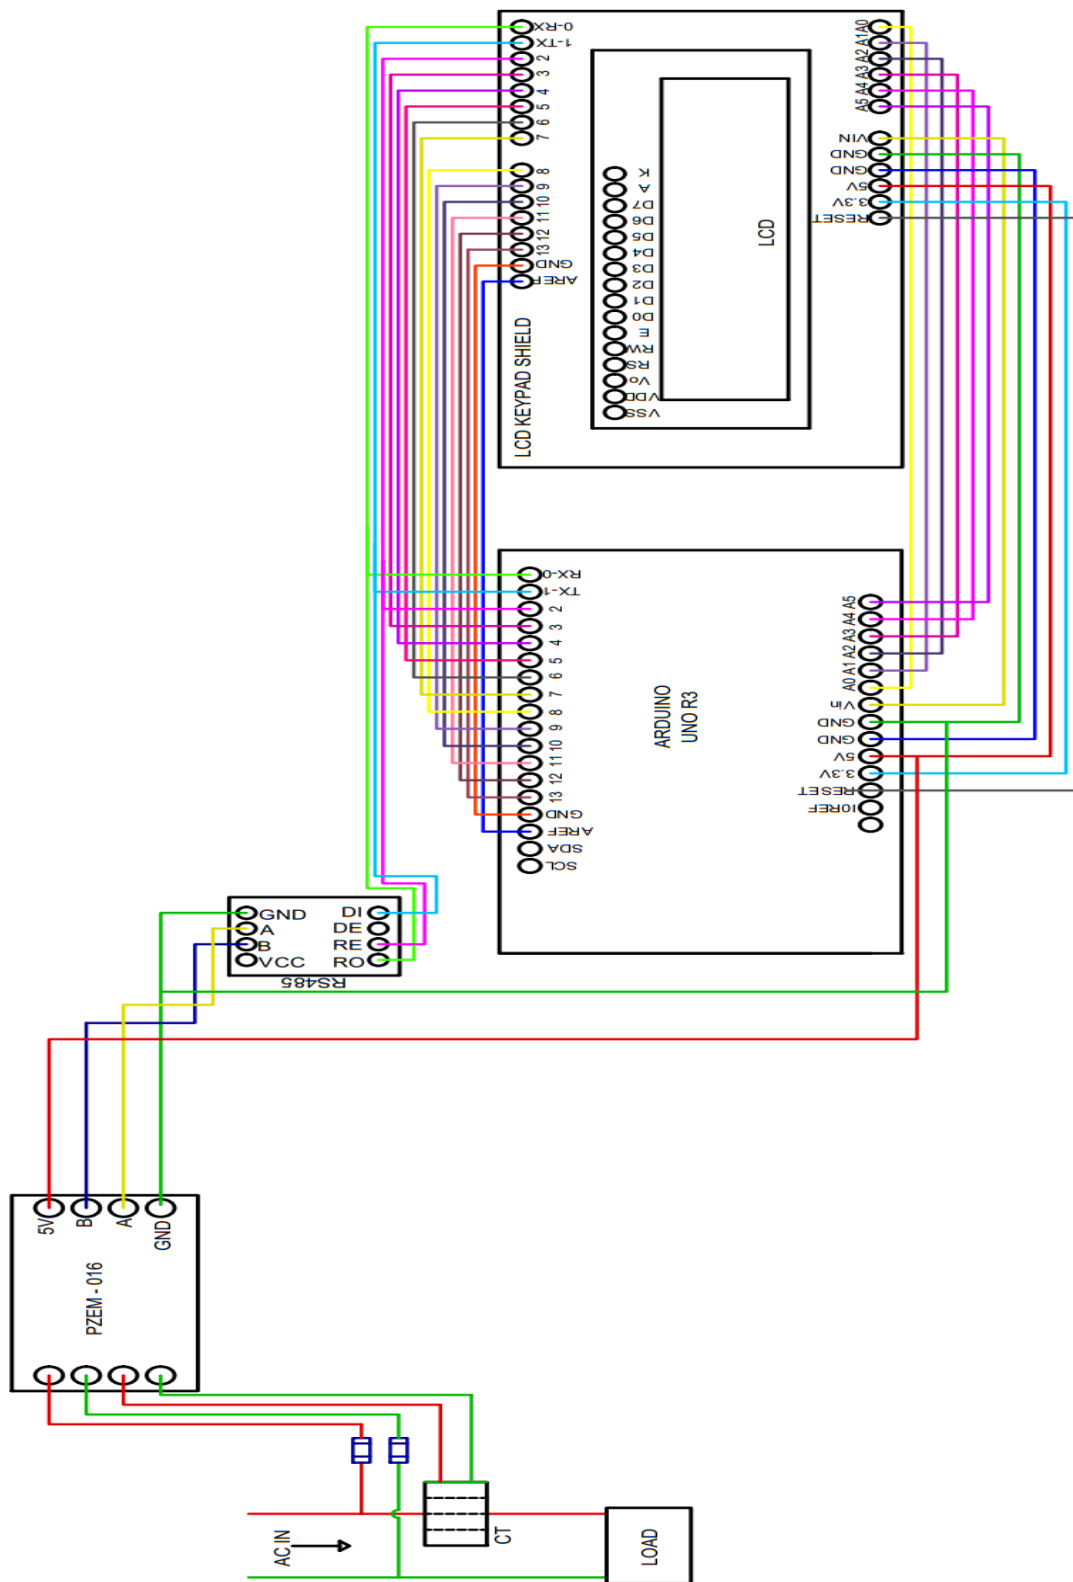 0-RX
1-TX
2
3
4
5
6
7
8
9
10
11
12
13
GND
AREF
LCD KEYPAD SHIELD
K
A
D7
D6
D5
D4
D3
D2
D1
D0
E
RW
RS
Vo
VDD
VSS
LCD
A0
A1
A2
A3
A4
A5
VIN
GND
GND
5V
3.3V
RESET
RX-0
TX-1
2
3
4
5
6
7
8
9
10
11
12
13
GND
AREF
SDA
SCL
ARDUINO
UNO R3
A5
A4
A3
A2
A1
A0
Vin
GND
GND
5V
3.3V
RESET
IOREF
GND
A
B
VCC
DI
DE
RE
RO
RS485
5V
B
A
GND
PZEM - 016
AC IN
CT
LOAD